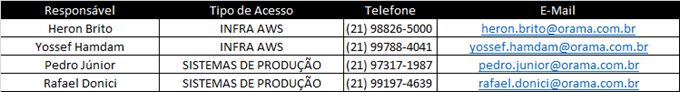 Responsável Tipo de Acesso Telefone E-Mail
Heron Brito INFRA AWS (21) 98826-5000 heron.brito@orama.com.br
Yossef Hamdam INFRA AWS (21) 99788-4041 yossef.hamdam@orama.com.br
Pedro Júnior SISTEMAS DE PRODUÇÃO (21) 97317-1987 pedro.junior@orama.com.br
Rafael Donici SISTEMAS DE PRODUÇÃO (21) 99197-4639 rafael.donici@orama.com.br